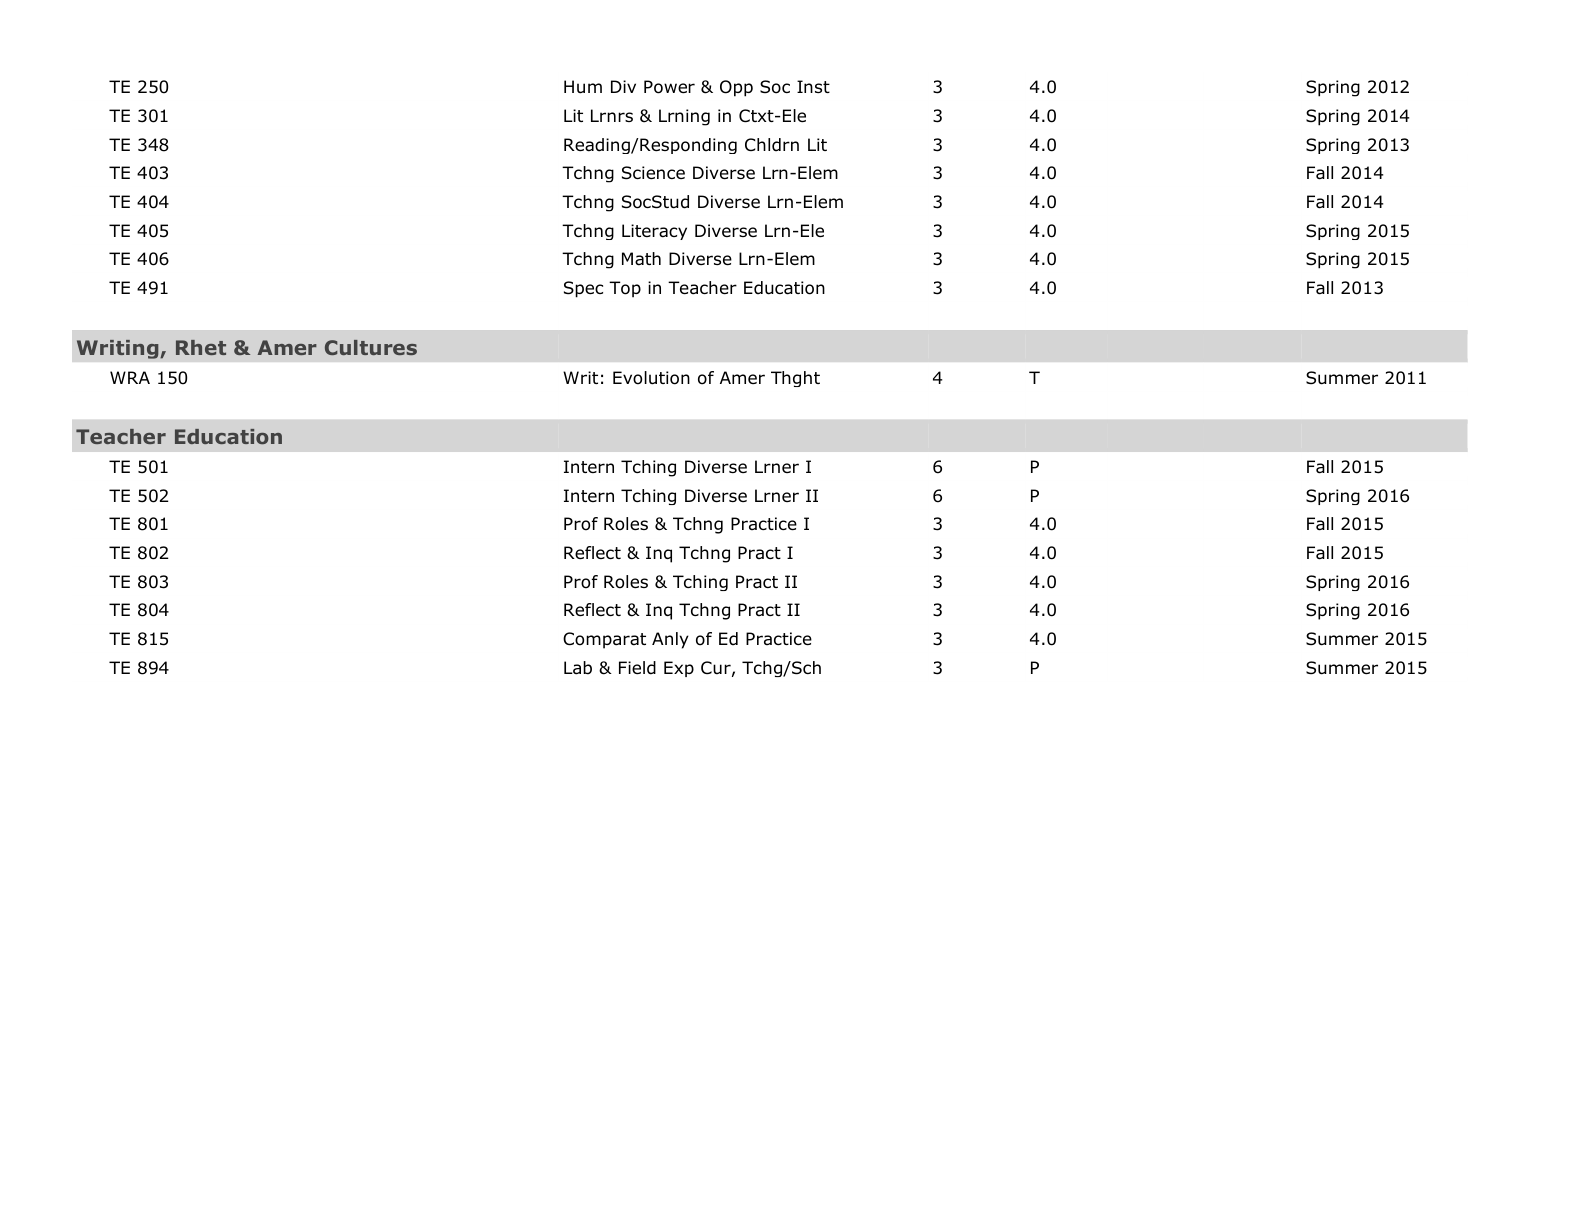 TE 250 Hum Div Power & Opp Soc Inst 3 4.0 Spring 2012
TE 301 Lit Lrnrs & Lrning in Ctxt-Ele 3 4.0 Spring 2014
TE 348 Reading/Responding Chldrn Lit 3 4.0 Spring 2013
TE 403 Tchng Science Diverse Lrn-Elem 3 4.0 Fall 2014
TE 404 Tchng SocStud Diverse Lrn-Elem 3 4.0 Fall 2014
TE 405 Tchng Literacy Diverse Lrn-Ele 3 4.0 Spring 2015
TE 406 Tchng Math Diverse Lrn-Elem 3 4.0 Spring 2015
TE 491 Spec Top in Teacher Education 3 4.0 Fall 2013
Writing, Rhet & Amer Cultures
WRA 150 Writ: Evolution of Amer Thght 4 T Summer 2011
Teacher Education
TE 501 Intern Tching Diverse Lrner I 6 P Fall 2015
TE 502 Intern Tching Diverse Lrner II 6 P Spring 2016
TE 801 Prof Roles & Tchng Practice I 3 4.0 Fall 2015
TE 802 Reflect & Inq Tchng Pract I 3 4.0 Fall 2015
TE 803 Prof Roles & Tching Pract II 3 4.0 Spring 2016
TE 804 Reflect & Inq Tchng Pract II 3 4.0 Spring 2016
TE 815 Comparat Anly of Ed Practice 3 4.0 Summer 2015
TE 894 Lab & Field Exp Cur, Tchg/Sch 3 P Summer 2015